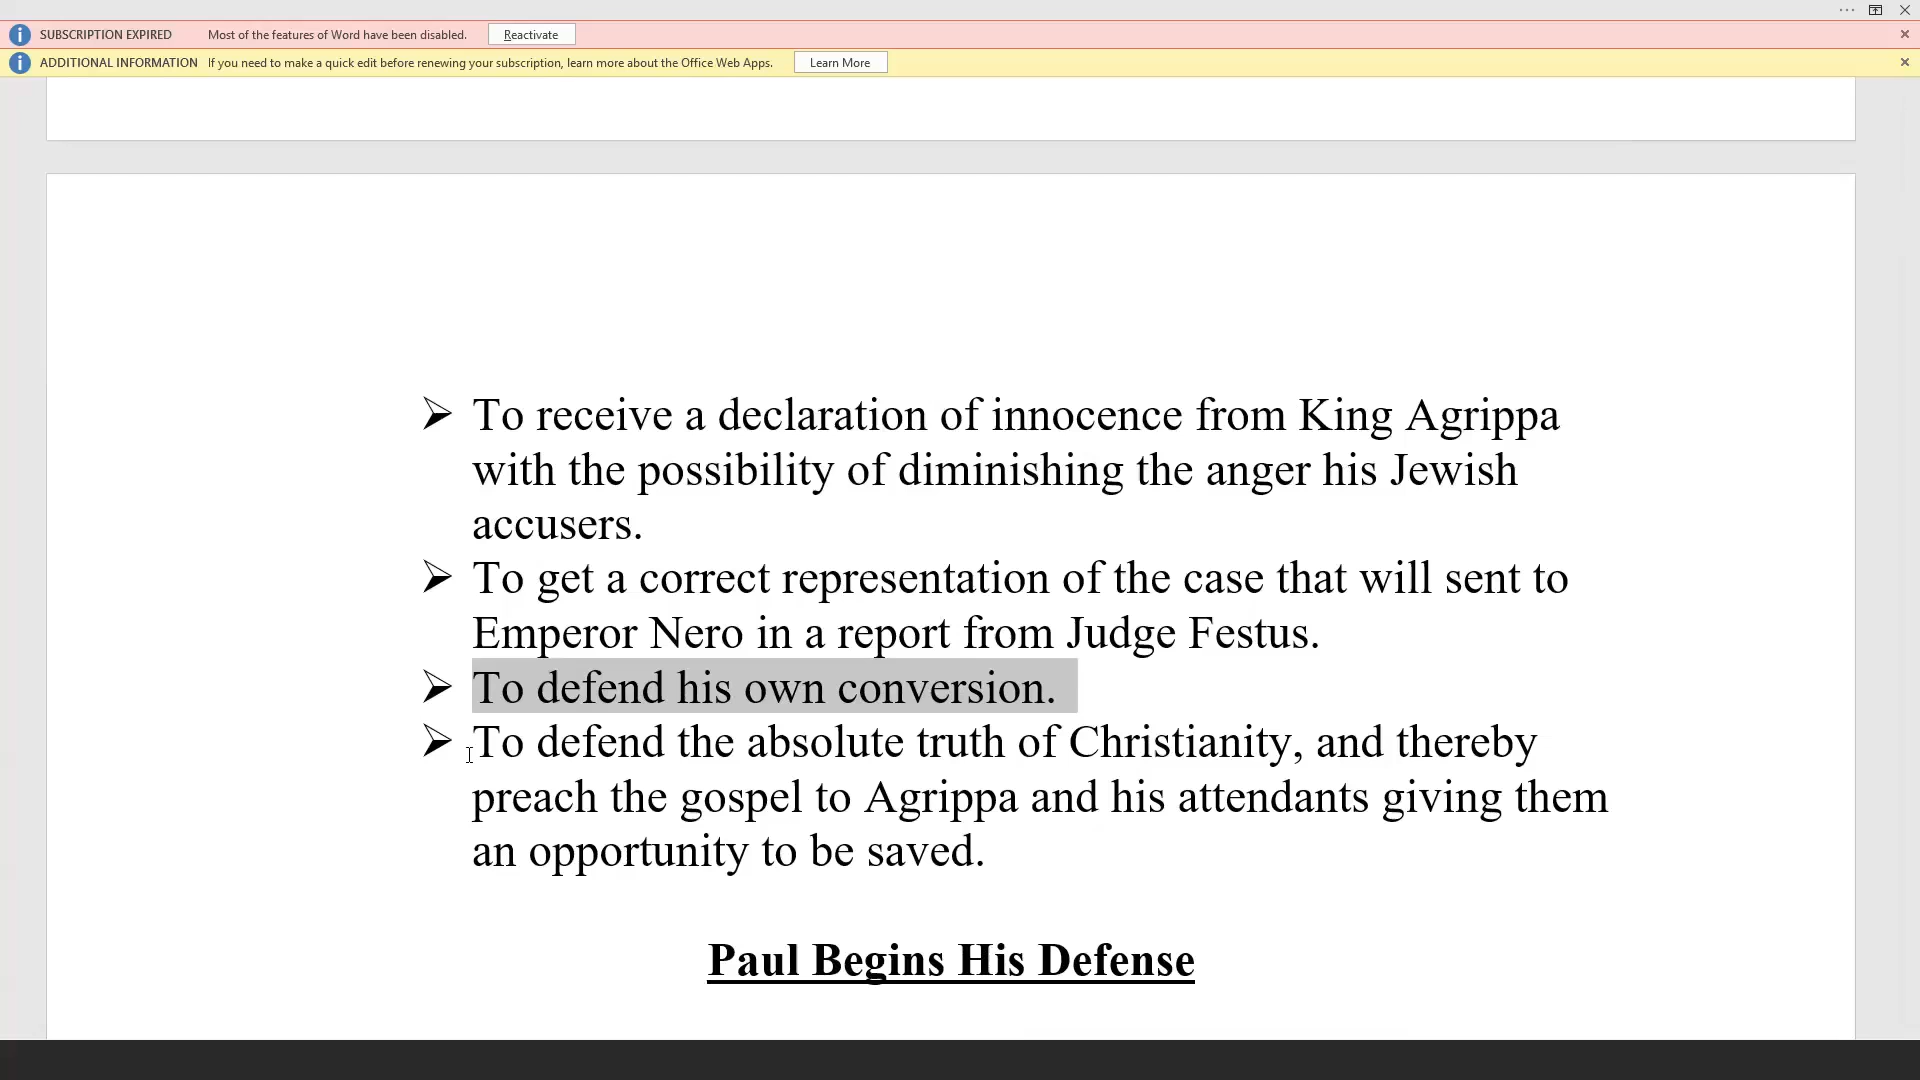 SUBSCRIPTION EXPIRED Most of the features of Word have been disabled. Reactivate
ADDITIONAL INFORMATION If you need to make a quick edit before renewing your subscription, learn more about the Office Web Apps. Learn More
➢ To receive a declaration of innocence from King Agrippa
with the possibility of diminishing the anger his Jewish
accusers.
➢ To get a correct representation of the case that will sent to
Emperor Nero in a report from Judge Festus.
➢ To defend his own conversion.
➢ To defend the absolute truth of Christianity, and thereby
preach the gospel to Agrippa and his attendants giving them
an opportunity to be saved.
Paul Begins His Defense